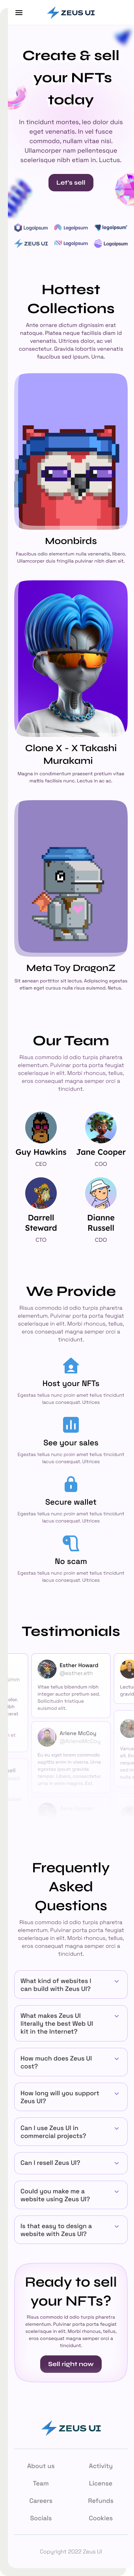 ZEUS UI
Create & sell
your NFTs
today
In tincidunt montes, leo dolor duis
eget venenatis. In vel fusce
commodo, nullam vitae nisl.
Ullamcorper nam pellentesque
scelerisque nibh etiam in. Luctus.
Let's sell
Logoipsum Logoipsum logoipsum
ZEUS UI Logoipsum Logoipsum
Hottest
Collections
Ante ornare dictum dignissim erat
natoque. Platea neque facilisis diam id
venenatis. Ultrices dolor, ac vel
consectetur. Gravida lobortis venenatis
faucibus sed ipsum. Urna.
Moonbirds
Faucibus odio elementum nulla venenatis, libero.
Ullamcorper duis fringilla pulvinar nibh diam elit.
Clone X - X Takashi
Murakami
Magna in condimentum praesent pretium vitae
mattis facilisis nunc. Lectus in ac ac.
Meta Toy DragonZ
Sit aenean porttitor sit lectus. Adipiscing egestas
etiam eget cursus nulla risus euismod. Netus.
Our Team
Risus commodo id odio turpis pharetra
elementum. Pulvinar porta porta feugiat
scelerisque in elit. Morbi rhoncus, tellus,
eros consequat magna semper orci a
tincidunt.
Guy Hawkins Jane Cooper
CEO COO
Darrell Dianne
Steward Russell
CTO CDO
We Provide
Risus commodo id odio turpis pharetra
elementum. Pulvinar porta porta feugiat
scelerisque in elit. Morbi rhoncus, tellus,
eros consequat magna semper orci a
tincidunt.
Host your NFTs
Egestas tellus nunc proin amet tellus tincidunt
lacus consequat. Ultrices
See your sales
Egestas tellus nunc proin amet tellus tincidunt
lacus consequat. Ultrices
Secure wallet
Egestas tellus nunc proin amet tellus tincidunt
lacus consequat. Ultrices
No scam
Egestas tellus nunc proin amet tellus tincidunt
lacus consequat. Ultrices
Testimonials
Esther Howard
@esther.eth
Vitae tellus bibendum nibh
integer auctor pretium sed.
Sollicitudin tristique
euismod elit.
Arlene McCoy
@ArleneMcCoy
Frequently
Asked
Questions
Risus commodo id odio turpis pharetra
elementum. Pulvinar porta porta feugiat
scelerisque in elit. Morbi rhoncus, tellus,
eros consequat magna semper orci a
tincidunt.
What kind of websites I
can build with Zeus UI?
What makes Zeus UI
literally the best Web UI
kit in the Internet?
How much does Zeus UI
cost?
How long will you support
Zeus UI?
Can I use Zeus UI in
commercial projects?
Can I resell Zeus UI?
Could you make me a
website using Zeus UI?
Is that easy to design a
website with Zeus UI?
Ready to sell
your NFTs?
Risus commodo id odio turpis pharetra
elementum. Pulvinar porta porta feugiat
scelerisque in elit. Morbi rhoncus, tellus,
eros consequat magna semper orci a
tincidunt.
Sell right now
ZEUS UI
About us Activity
Team License
Careers Refunds
Socials Cookies
Copyright 2022 Zeus UI